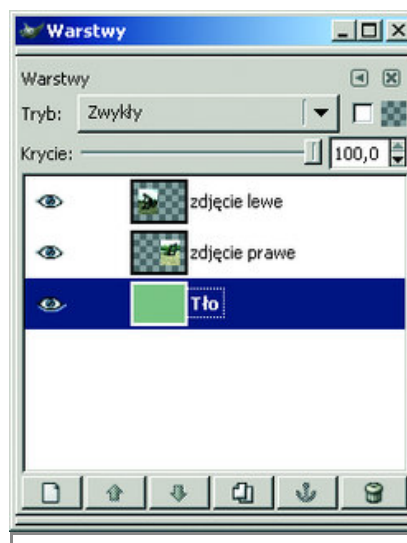 Warstwy
Warstwy
Tryb: Zwykły
Krycie: 100,0
zdjęcie lewe
zdjęcie prawe
Tło